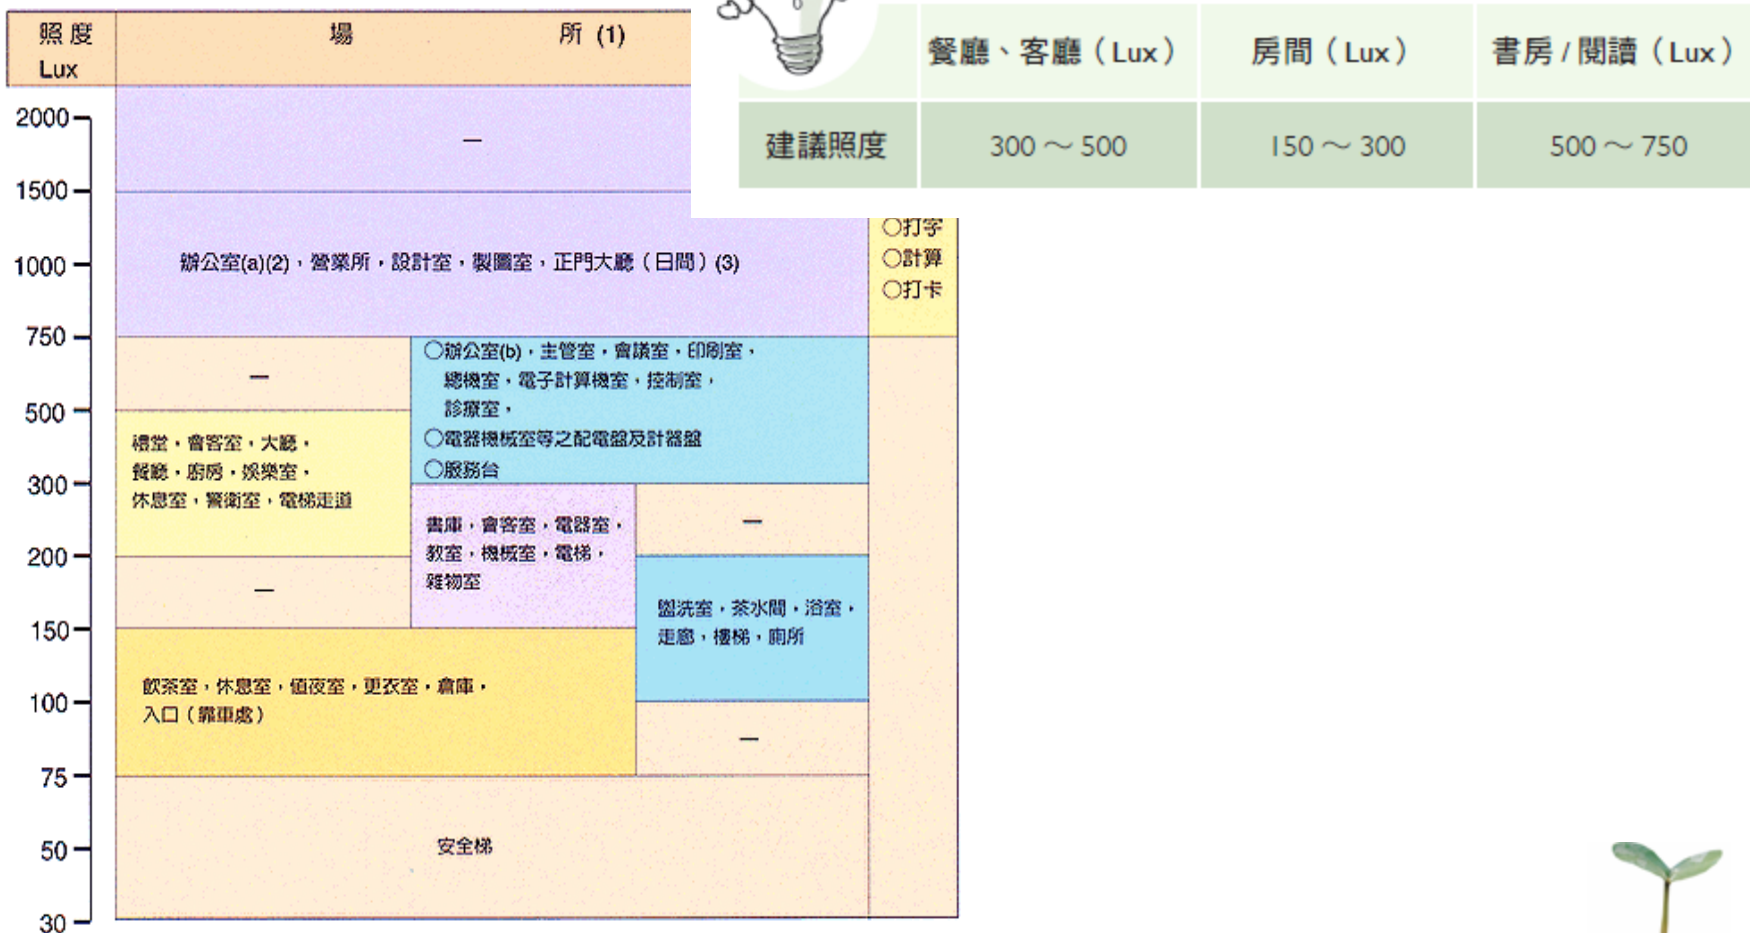 照度
Lux
場 所 (1)
2000
1500
1000
750
500
300
200
150
100
75
50
30
—
辦公室(a)(2)，營業所，設計室，製圖室，正門大廳（日間）(3)
○打字
○計算
○打卡
—
○辦公室(b)，主管室，會議室，印刷室，
總機室，電子計算機室，控制室，
診療室，
○電器機械室等之配電盤及計器盤
○服務台
禮堂，會客室，大廳，
餐廳，廚房，娛樂室，
休息室，警衛室，電梯走道
書庫，會客室，電器室，
教室，機械室，電梯，
雜物室
—
—
盥洗室，茶水間，浴室，
走廊，樓梯，廁所
飲茶室，休息室，值夜室，更衣室，倉庫，
入口（靠車處）
—
安全梯
餐廳、客廳（Lux） 房間（Lux） 書房/閱讀（Lux）
建議照度 300～500 150～300 500～750